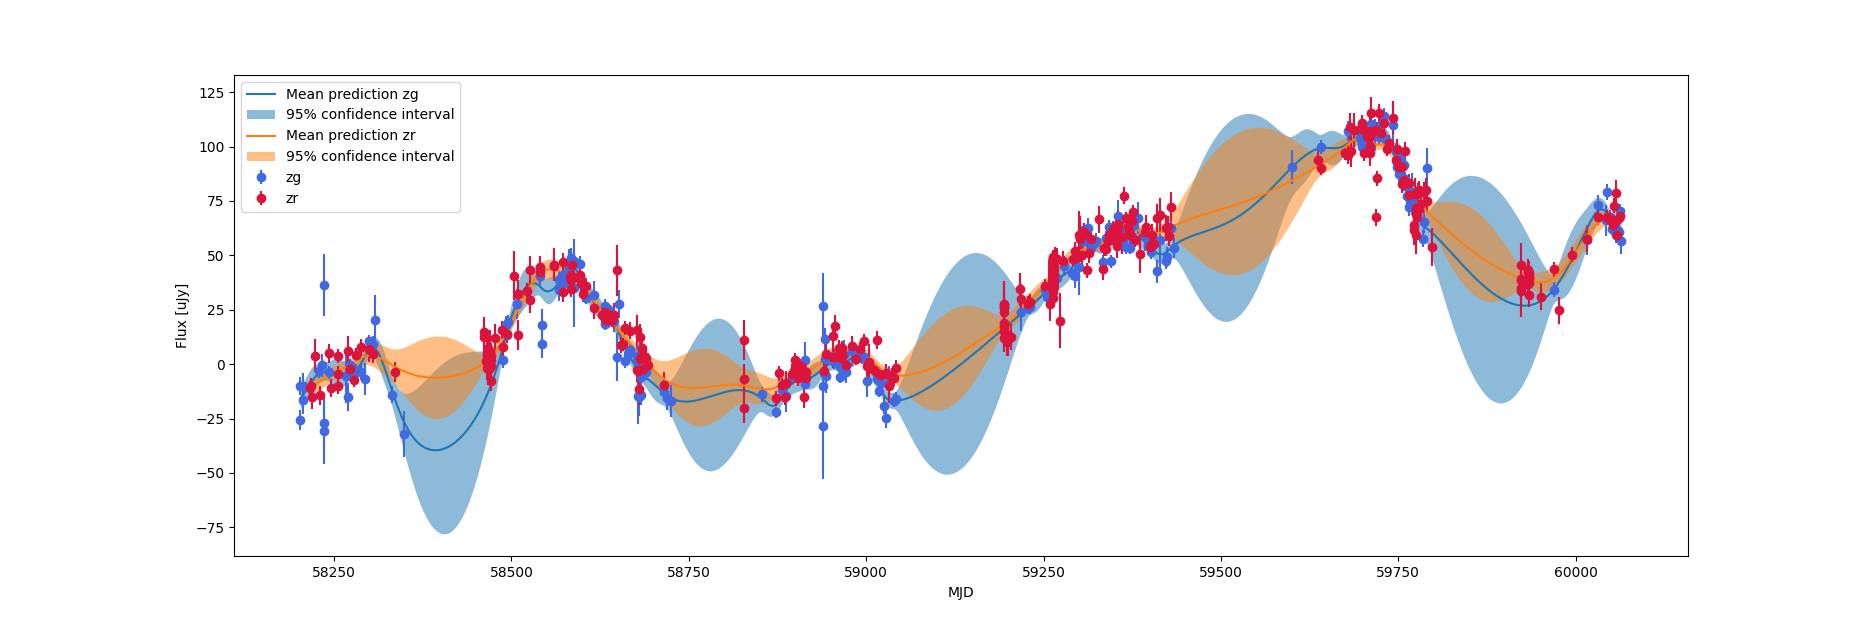 Flux [uJy]
125
100
75
50
25
0
−25
−50
−75
Mean prediction zg
95% confidence interval
Mean prediction zr
95% confidence interval
zg
zr
58250 58500 58750 59000 59250 59500 59750 60000
MJD